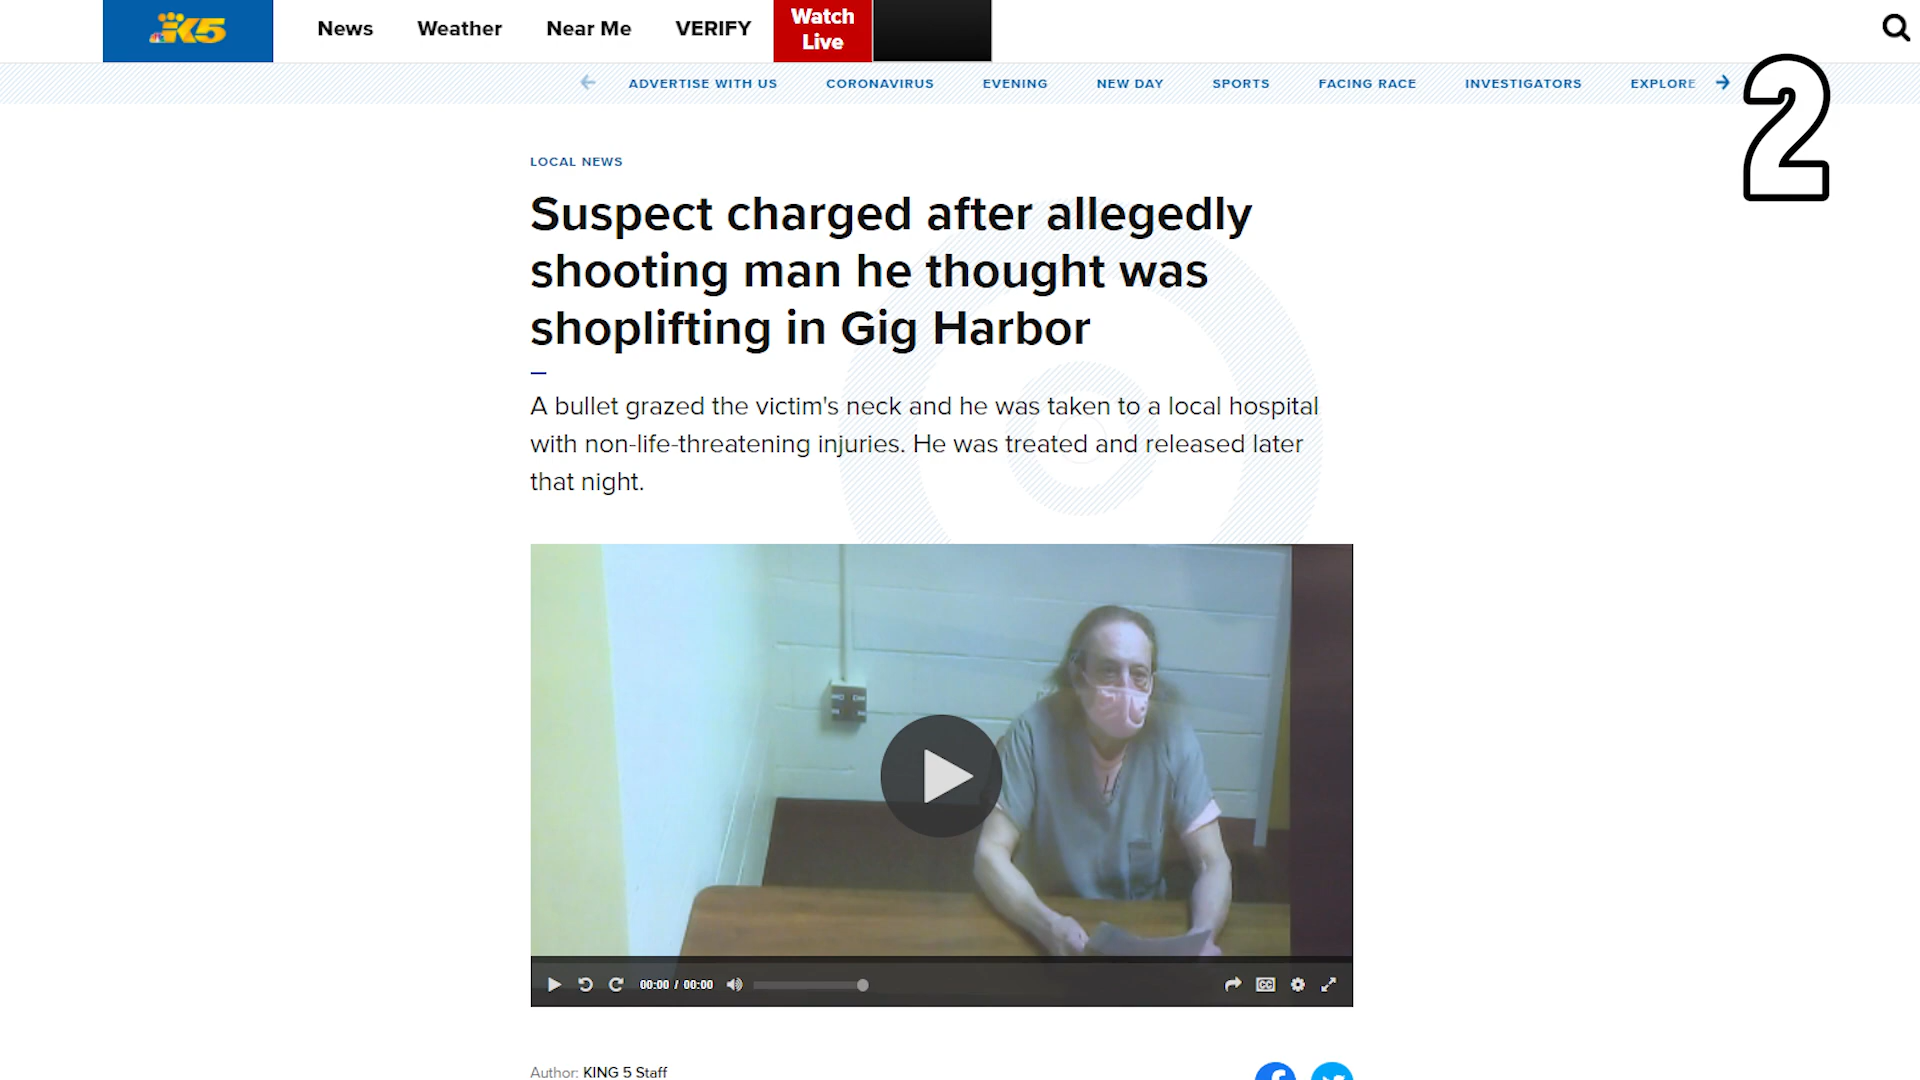 K5
News
Weather
Near Me
VERIFY
Watch
Live
ADVERTISE WITH US
CORONAVIRUS
EVENING
NEW DAY
SPORTS
FACING RACE
INVESTIGATORS
EXPLORE
2
LOCAL NEWS
Suspect charged after allegedly
shooting man he thought was
shoplifting in Gig Harbor
A bullet grazed the victim's neck and he was taken to a local hospital
with non-life-threatening injuries. He was treated and released later
that night.
00:00 / 00:00
CC
Author: KING 5 Staff